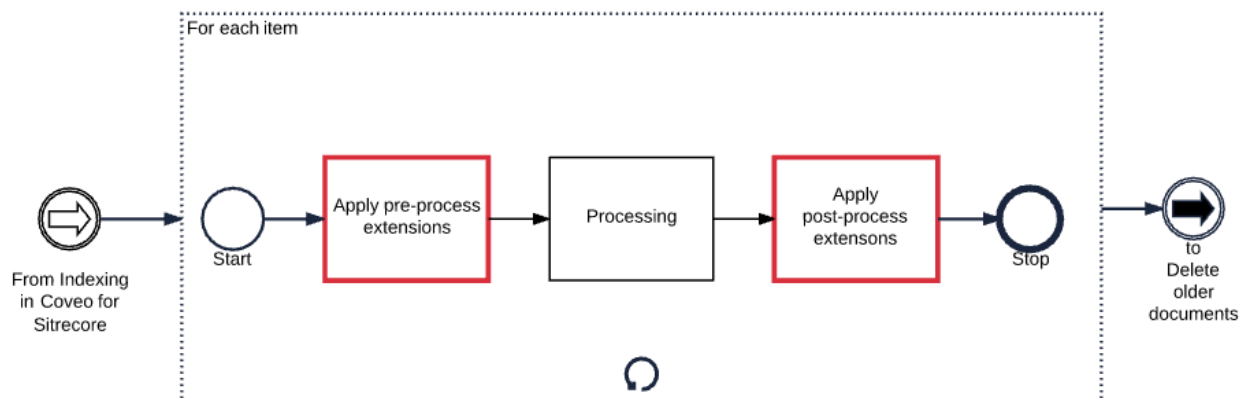 For each item
From Indexing
in Coveo for
Sitrecore
Start
Apply pre-process
extensions
Processing
Apply
post-process
extensons
Stop
to
Delete
older
documents